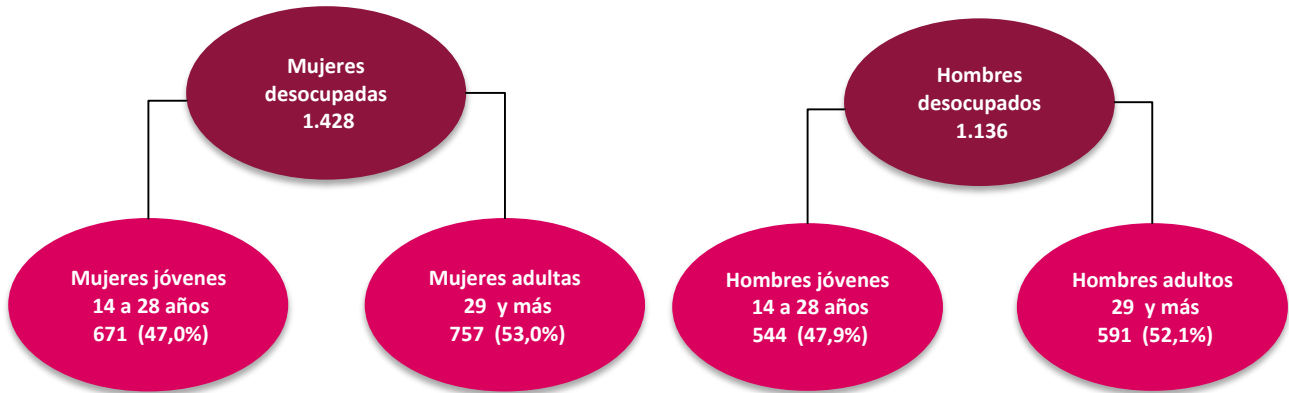 Mujeres
desocupadas
1.428
Hombres
desocupados
1.136
Mujeres jóvenes
14 a 28 años
671 (47,0%)
Mujeres adultas
29 y más
757 (53,0%)
Hombres jóvenes
14 a 28 años
544 (47,9%)
Hombres adultos
29 y más
591 (52,1%)